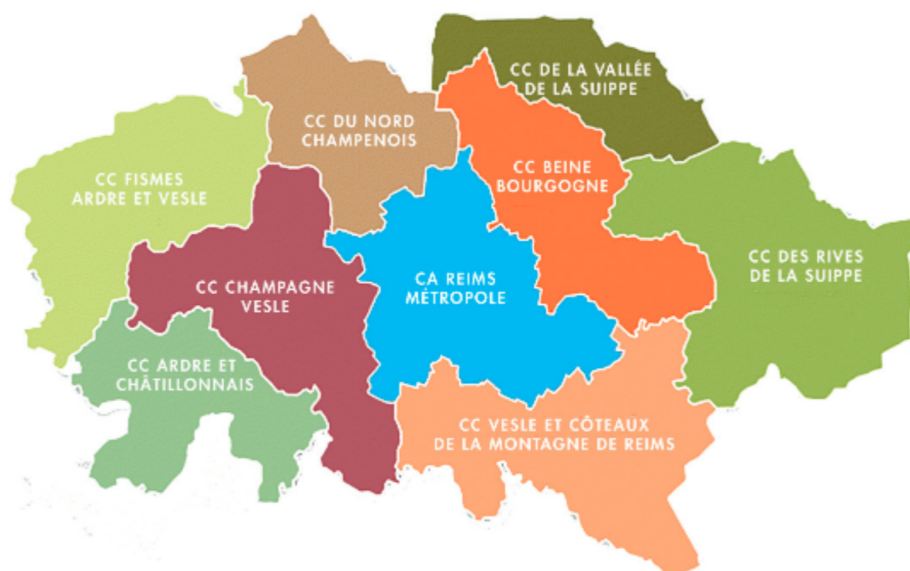 CC DE LA VALLÉE
DE LA SUIPPE
CC DU NORD
CHAMPENOIS
CC BEINE
BOURGOGNE
CC FISMES
ARDRE ET VESLE
CC DES RIVES
DE LA SUIPPE
CC CHAMPAGNE
VESLE
CA REIMS
MÉTROPOLE
CC ARDRE ET
CHÂTILLONNAIS
CC VESLE ET CÔTEAUX
DE LA MONTAGNE DE REIMS